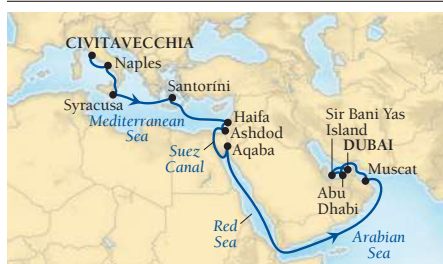 CIVITAVECCHIA
Naples
Santorini
Syracusa
Mediterranean
Sea
Haifa
Ashdod
Suez
Canal
Aqaba
Sir Bani Yas
Island
DUBAI
Muscat
Abu
Dhabi
Red
Sea
Arabian
Sea